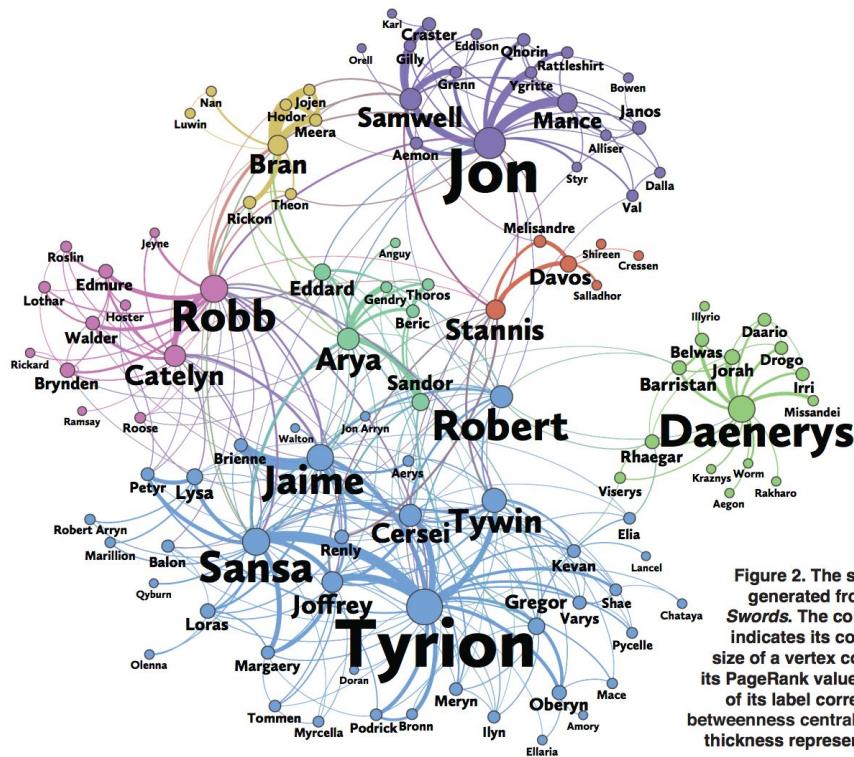 Karl
Craster
Gilly
Eddison
Orell
Qhorin
Rattleshirt
Grenn
Ygritte
Bowen
Samwell
Mance
Janos
Aemon
Jon
Alliser
Styr
Dalla
Val
Nan
Luwin
Jojen
Hodor
Meera
Bran
Theon
Rickon
Jeyne
Roslin
Edmure
Lothar
Hoster
Walder
Robb
Rickard
Brynden
Catelyn
Ramsay
Roose
Anguy
Eddard
Gendry
Thoros
Beric
Arya
Sandor
Melisandre
Davos
Shireen
Cressen
Salladhor
Stannis
Illyrio
Belwas
Daario
Jorah
Drogo
Barristan
Irri
Missandei
Daenerys
Rhaegar
Viserys
Kraznys
Worm
Aegon
Rakharo
Robert
Jon Arryn
Walton
Brienne
Jaime
Aerys
Petyr
Lysa
Robert Arryn
Marillion
Balon
Sansa
Renly
Cersei
Tywin
Elia
Kevan
Lancel
Qyburn
Joffrey
Loras
Tyrion
Gregor
Varys
Shae
Chataya
Pycelle
Olenna
Margaery
Doran
Tommen
Myrcella
Podrick
Bronn
Meryn
Ilyn
Oberyn
Mace
Amory
Ellaria
Figure 2. The s
generated fro
Swords. The co
indicates its co
size of a vertex co
its PageRank value
of its label corre
betweenness central
thickness represen